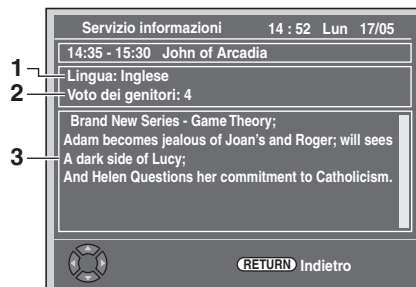 Servizio informazioni 14 : 52 Lun 17/05
14:35 - 15:30 John of Arcadia
1 Lingua: Inglese
2 Voto dei genitori: 4
Brand New Series - Game Theory;
Adam becomes jealous of Joan's and Roger; will sees
3 A dark side of Lucy;
And Helen Questions her commitment to Catholicism.
RETURN Indietro